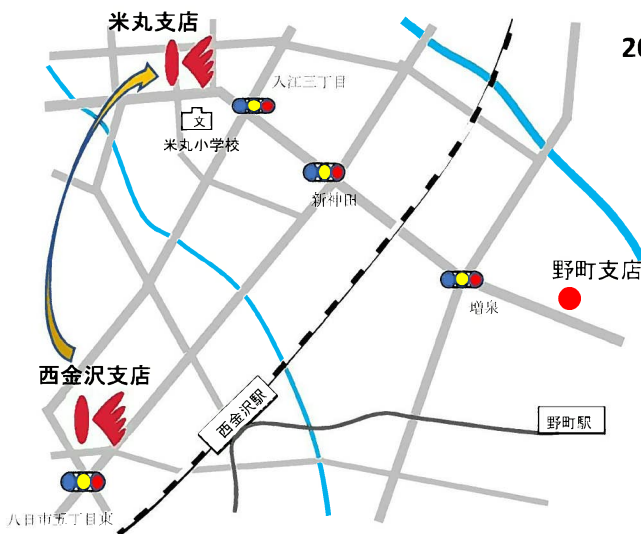 米丸支店
20
入江三丁目
文
米丸小学校
新神田
野町支店
増泉
西金沢支店
西金沢駅
野町駅
八日市五丁目東